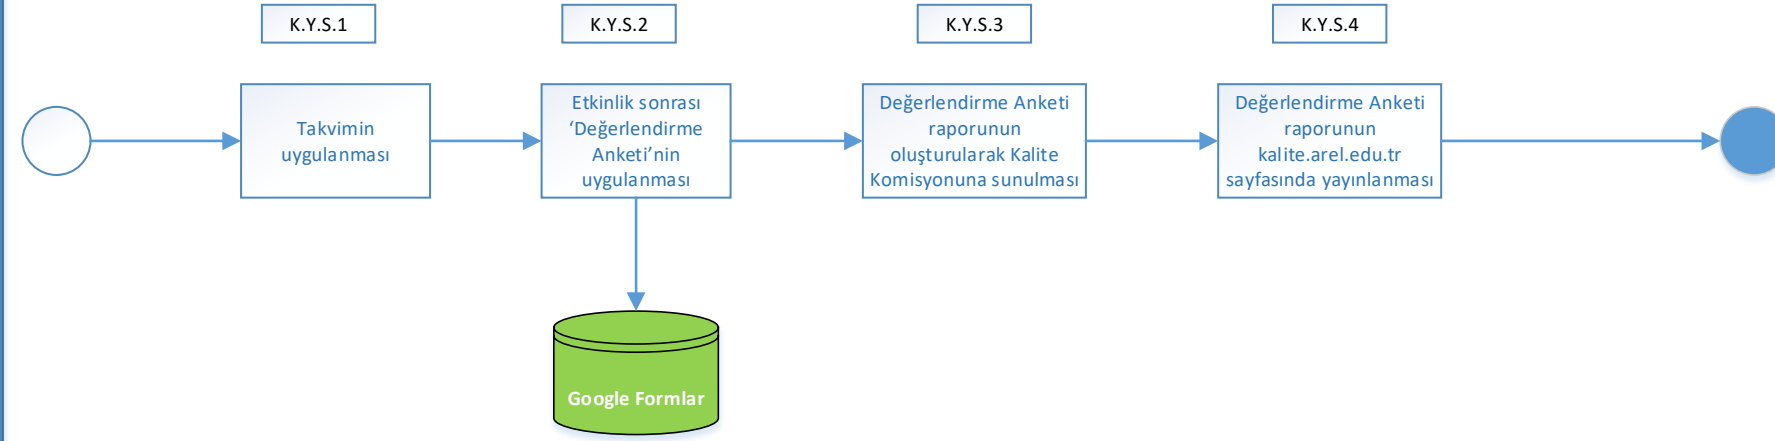 K.Y.S.1
K.Y.S.2
K.Y.S.3
K.Y.S.4
Takvimin
uygulanması
Etkinlik sonrası
‘Değerlendirme
Anketi’nin
uygulanması
Değerlendirme Anketi
raporunun
oluşturularak Kalite
Komisyonuna sunulması
Değerlendirme Anketi
raporunun
kalite.arel.edu.tr
sayfasında yayınlanması
Google Formlar